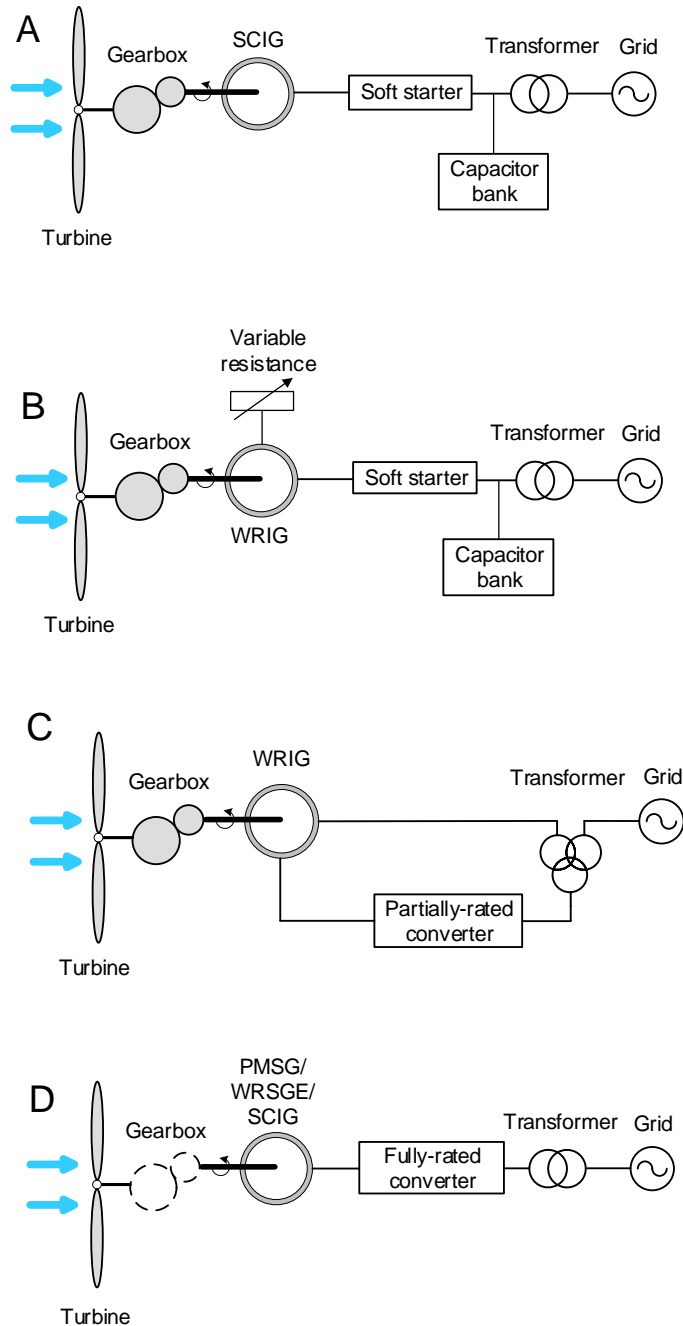 A
Gearbox
SCIG
Transformer
Grid
Soft starter
Capacitor
bank
Turbine
Variable
resistance
B
Gearbox
Transformer
Grid
Soft starter
WRIG
Capacitor
bank
Turbine
C
WRIG
Gearbox
Transformer
Grid
Partially-rated
converter
Turbine
PMSG/
WRSGE/
SCIG
D
Gearbox
Transformer
Grid
Fully-rated
converter
Turbine